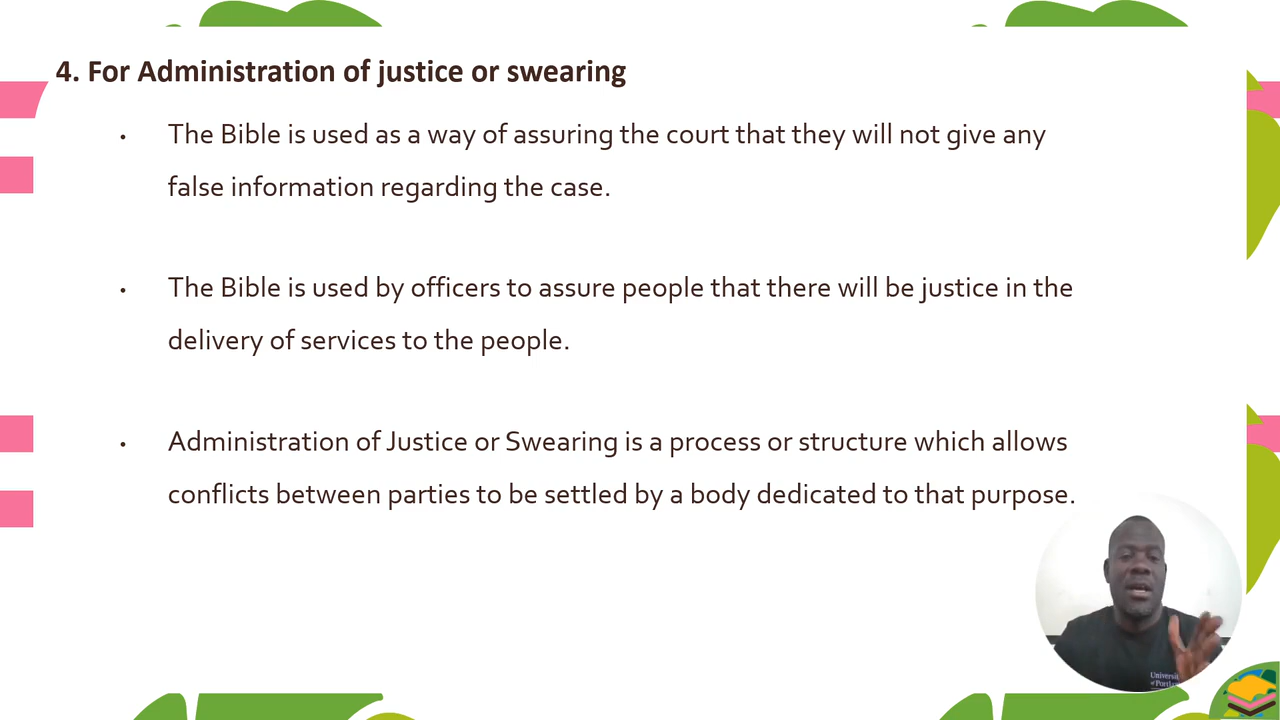 4. For Administration of justice or swearing
• The Bible is used as a way of assuring the court that they will not give any
false information regarding the case.
• The Bible is used by officers to assure people that there will be justice in the
delivery of services to the people.
• Administration of Justice or Swearing is a process or structure which allows
conflicts between parties to be settled by a body dedicated to that purpose.